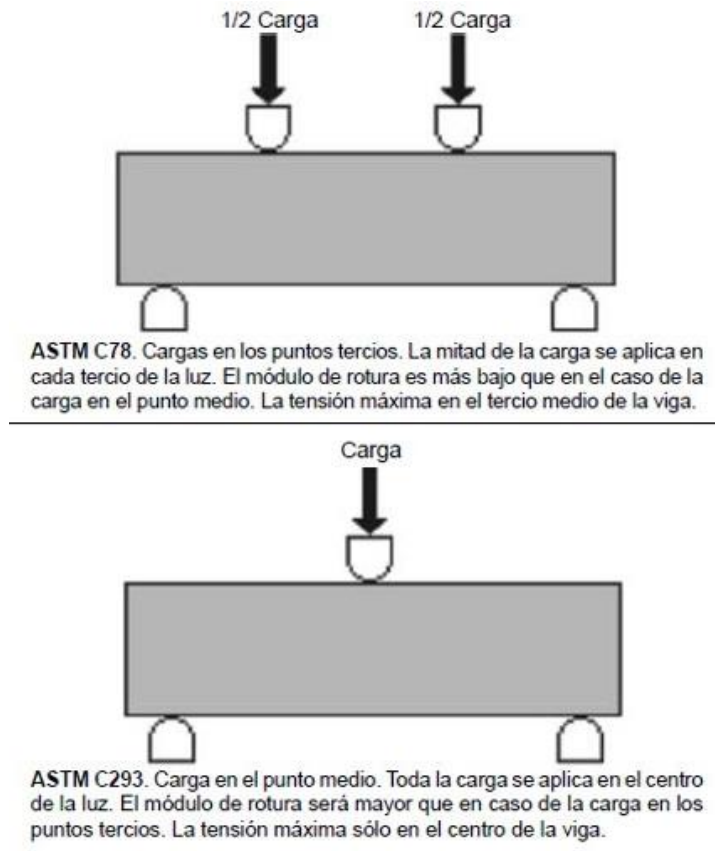 1/2 Carga 1/2 Carga
ASTM C78. Cargas en los puntos tercios. La mitad de la carga se aplica en
cada tercio de la luz. El módulo de rotura es más bajo que en el caso de la
carga en el punto medio. La tensión máxima en el tercio medio de la viga.
Carga
ASTM C293. Carga en el punto medio. Toda la carga se aplica en el centro
de la luz. El módulo de rotura será mayor que en caso de la carga en los
puntos tercios. La tensión máxima sólo en el centro de la viga.